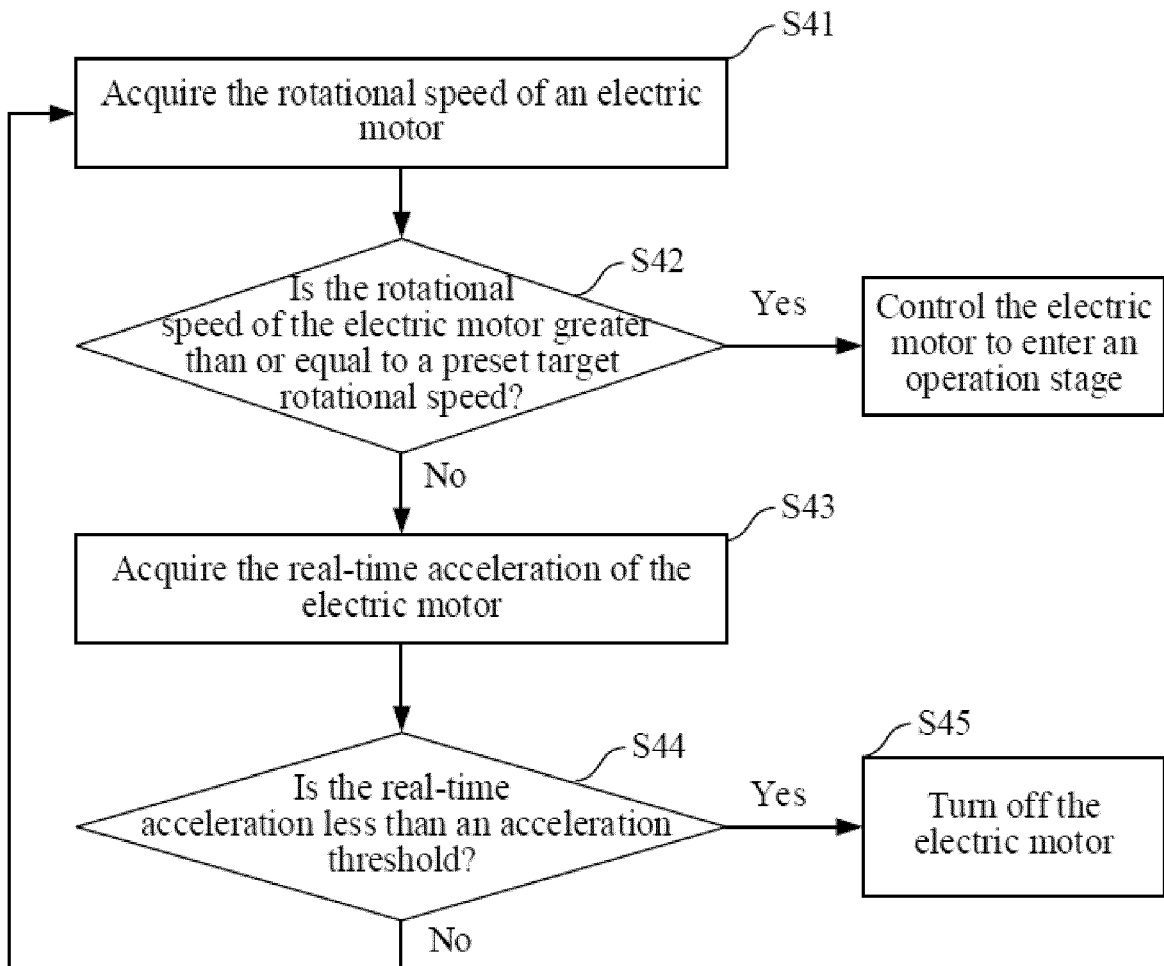 S41
Acquire the rotational speed of an electric
motor
S42
Is the rotational
speed of the electric motor greater
than or equal to a preset target
rotational speed?
Yes
Control the electric
motor to enter an
operation stage
No
S43
Acquire the real-time acceleration of the
electric motor
S44
Is the real-time
acceleration less than an acceleration
threshold?
Yes
S45
Turn off the
electric motor
No